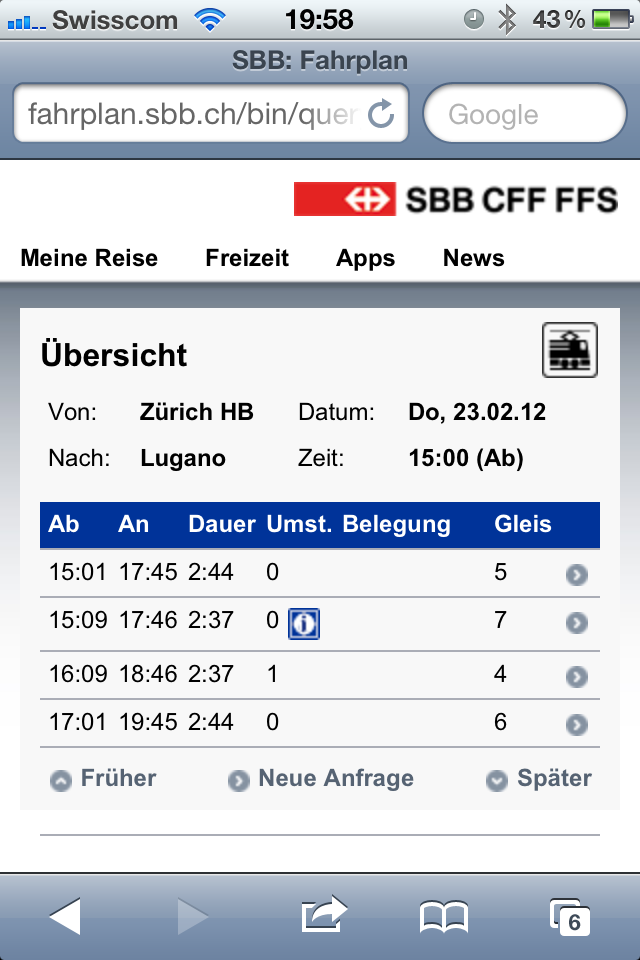 Swisscom 19:58 43%
SBB: Fahrplan
fahrplan.sbb.ch/bin/quer Google
SBB CFF FFS
Meine Reise Freizeit Apps News
Übersicht
Von: Zürich HB Datum: Do, 23.02.12
Nach: Lugano Zeit: 15:00 (Ab)
Ab An Dauer Umst. Belegung Gleis
15:01 17:45 2:44 0 5
15:09 17:46 2:37 0 i 7
16:09 18:46 2:37 1 4
17:01 19:45 2:44 0 6
Früher Neue Anfrage Später
6